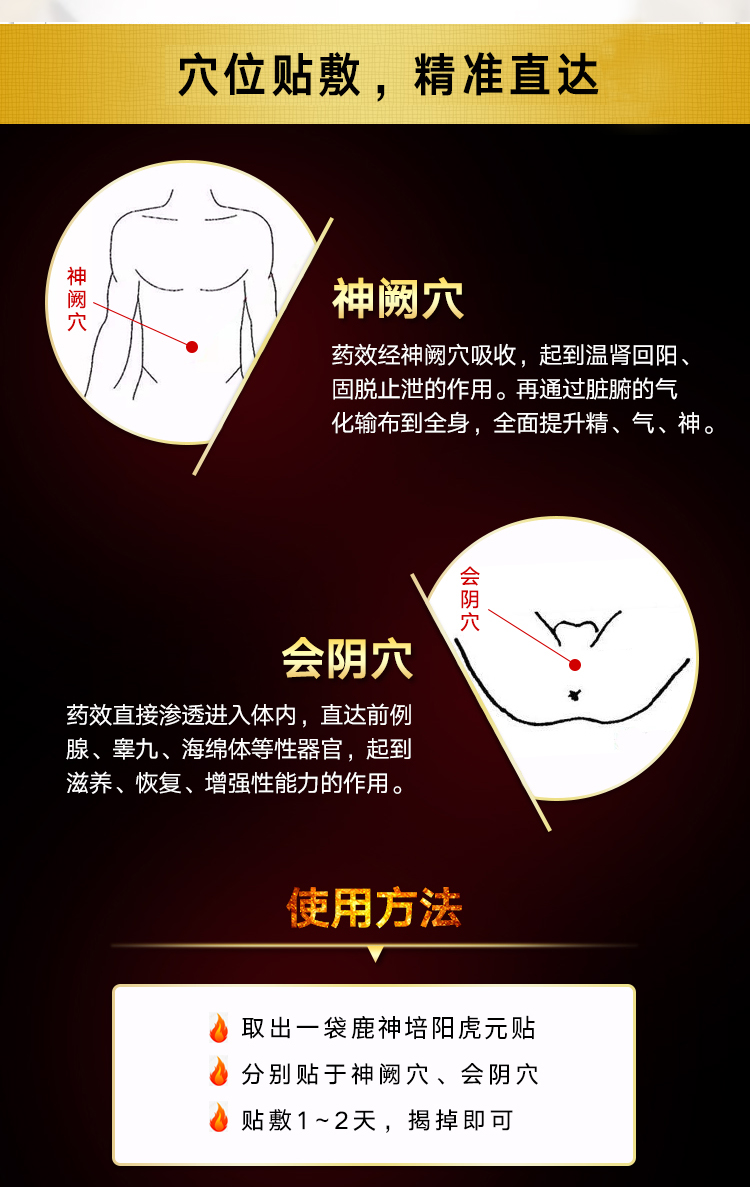 穴位贴敷，精准直达
神阙穴
神阙穴
药效经神阙穴吸收，起到温肾回阳、
固脱止泄的作用。再通过脏腑的气
化输布到全身，全面提升精、气、神。
会阴穴
会阴穴
药效直接渗透进入体内，直达前例
腺、睾九、海绵体等性器官，起到
滋养、恢复、增强性能力的作用。
使用方法
取出一袋鹿神培阳虎元贴
分别贴于神阙穴、会阴穴
贴敷1~2天，揭掉即可